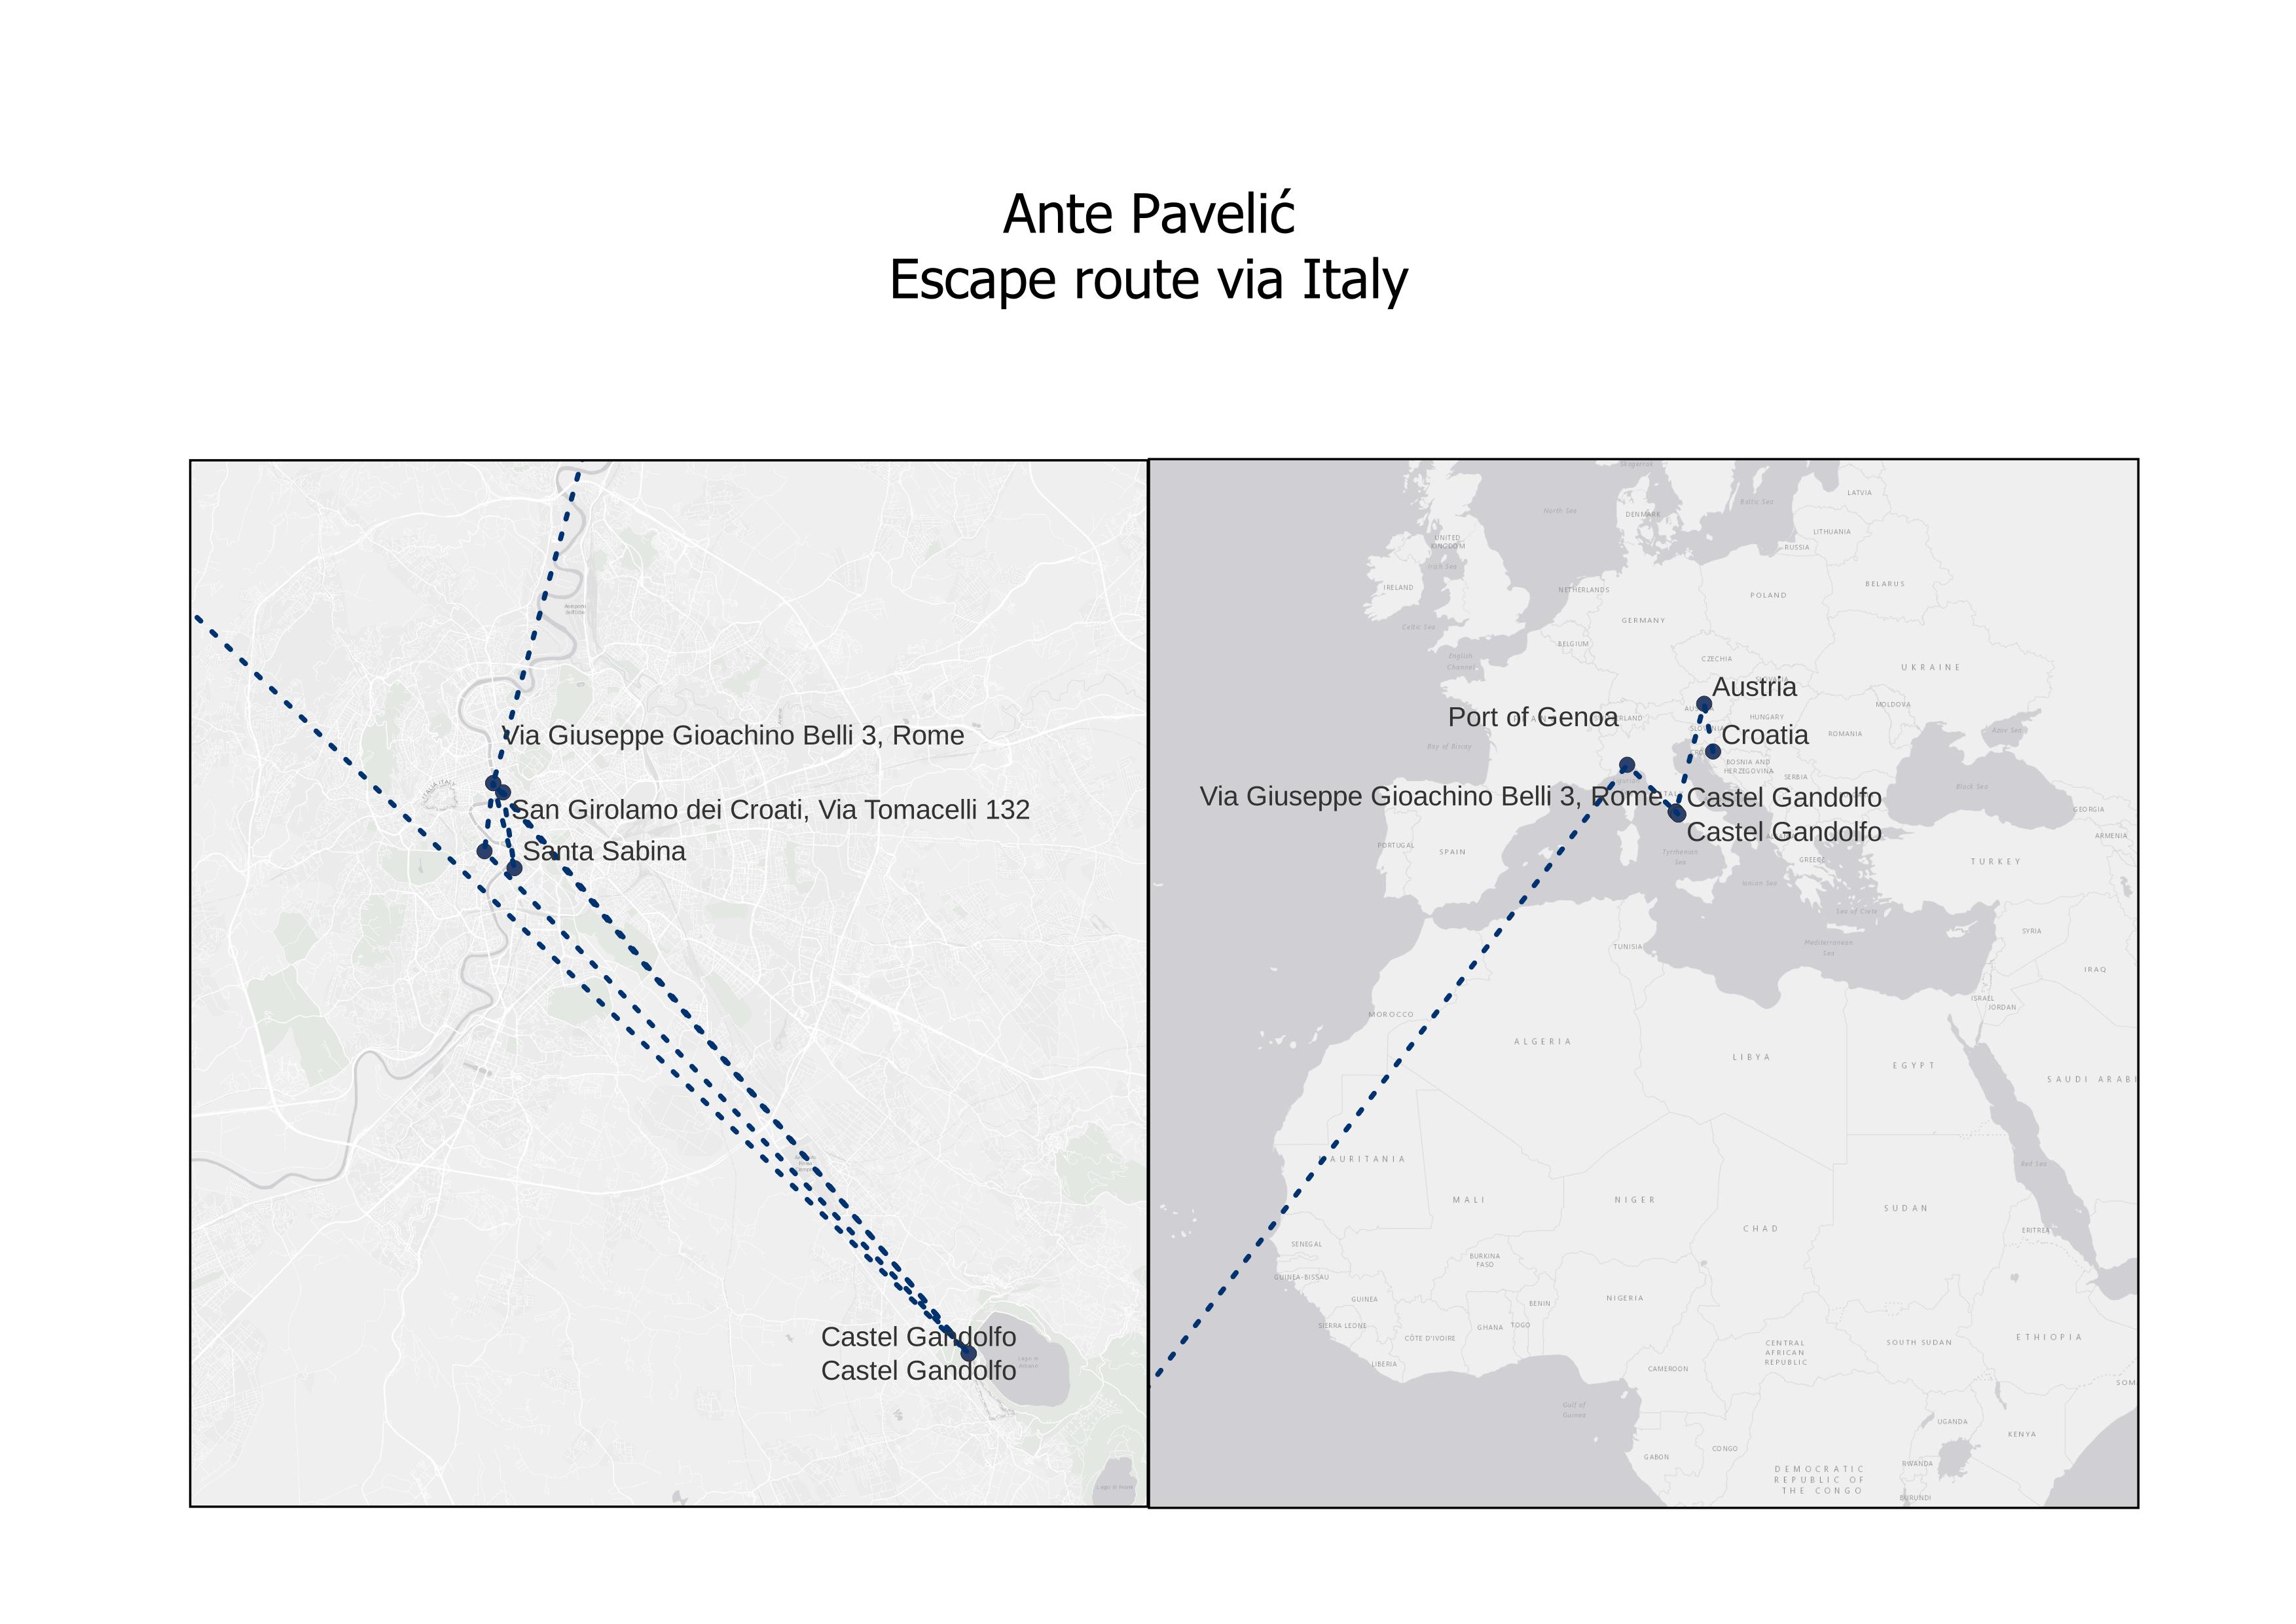 Ante Pavelić
Escape route via Italy
Via Giuseppe Gioachino Belli 3, Rome
San Girolamo dei Croati, Via Tomacelli 132
Santa Sabina
Castel Gandolfo
Castel Gandolfo
North Sea
Baltic Sea
LATVIA
DENMARK
LITHUANIA
UNITED
KINGDOM
RUSSIA
Irish Sea
IRELAND
NETHERLANDS
BELARUS
POLAND
GERMANY
Celtic Sea
BELGIUM
English
Channel
CZECHIA
UKRAINE
Austria
Port of Genoa
MOLDOVA
HUNGARY
Croatia
ROMANIA
Azov Sea
Bay of Biscay
BOSNIA AND
HERZEGOVINA
SERBIA
Black Sea
Via Giuseppe Gioachino Belli 3, Rome
Castel Gandolfo
Castel Gandolfo
GEORGIA
ARMENIA
PORTUGAL
SPAIN
Tyrrhenian
Sea
GREECE
TURKEY
Ionian Sea
Sea of Crete
SYRIA
TUNISIA
Mediterranean
Sea
IRAQ
ISRAEL
JORDAN
MOROCCO
ALGERIA
LIBYA
EGYPT
SAUDI ARABI
MAURITANIA
Red Sea
MALI
NIGER
SUDAN
CHAD
ERITREA
SENEGAL
BURKINA
FASO
GUINEA-BISSAU
GUINEA
BENIN
NIGERIA
SIERRA LEONE
GHANA
TOGO
CÔTE D'IVOIRE
SOUTH SUDAN
ETHIOPIA
CENTRAL
AFRICAN
REPUBLIC
LIBERIA
CAMEROON
SOM
Gulf of
Guinea
UGANDA
KENYA
GABON
CONGO
RWANDA
DEMOCRATIC
REPUBLIC OF
THE CONGO
BURUNDI